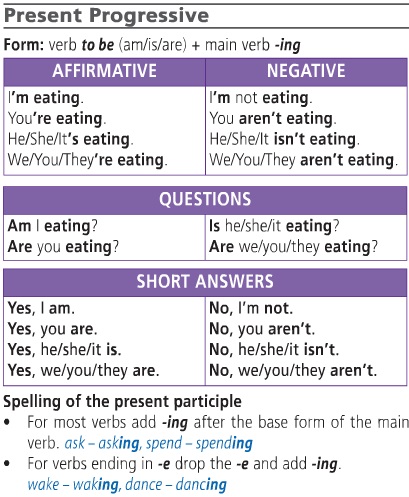 Present Progressive
Form: verb to be (am/is/are) + main verb -ing
AFFIRMATIVE
I'm eating.
You're eating.
He/She/It's eating.
We/You/They're eating.
NEGATIVE
I'm not eating.
You aren't eating.
He/She/It isn't eating.
We/You/They aren't eating.
QUESTIONS
Am I eating?
Are you eating?
Is he/she/it eating?
Are we/you/they eating?
SHORT ANSWERS
Yes, I am.
Yes, you are.
Yes, he/she/it is.
Yes, we/you/they are.
No, I'm not.
No, you aren't.
No, he/she/it isn't.
No, we/you/they aren't.
Spelling of the present participle
• For most verbs add -ing after the base form of the main
verb. ask – asking, spend – spending
• For verbs ending in -e drop the -e and add -ing.
wake – waking, dance – dancing